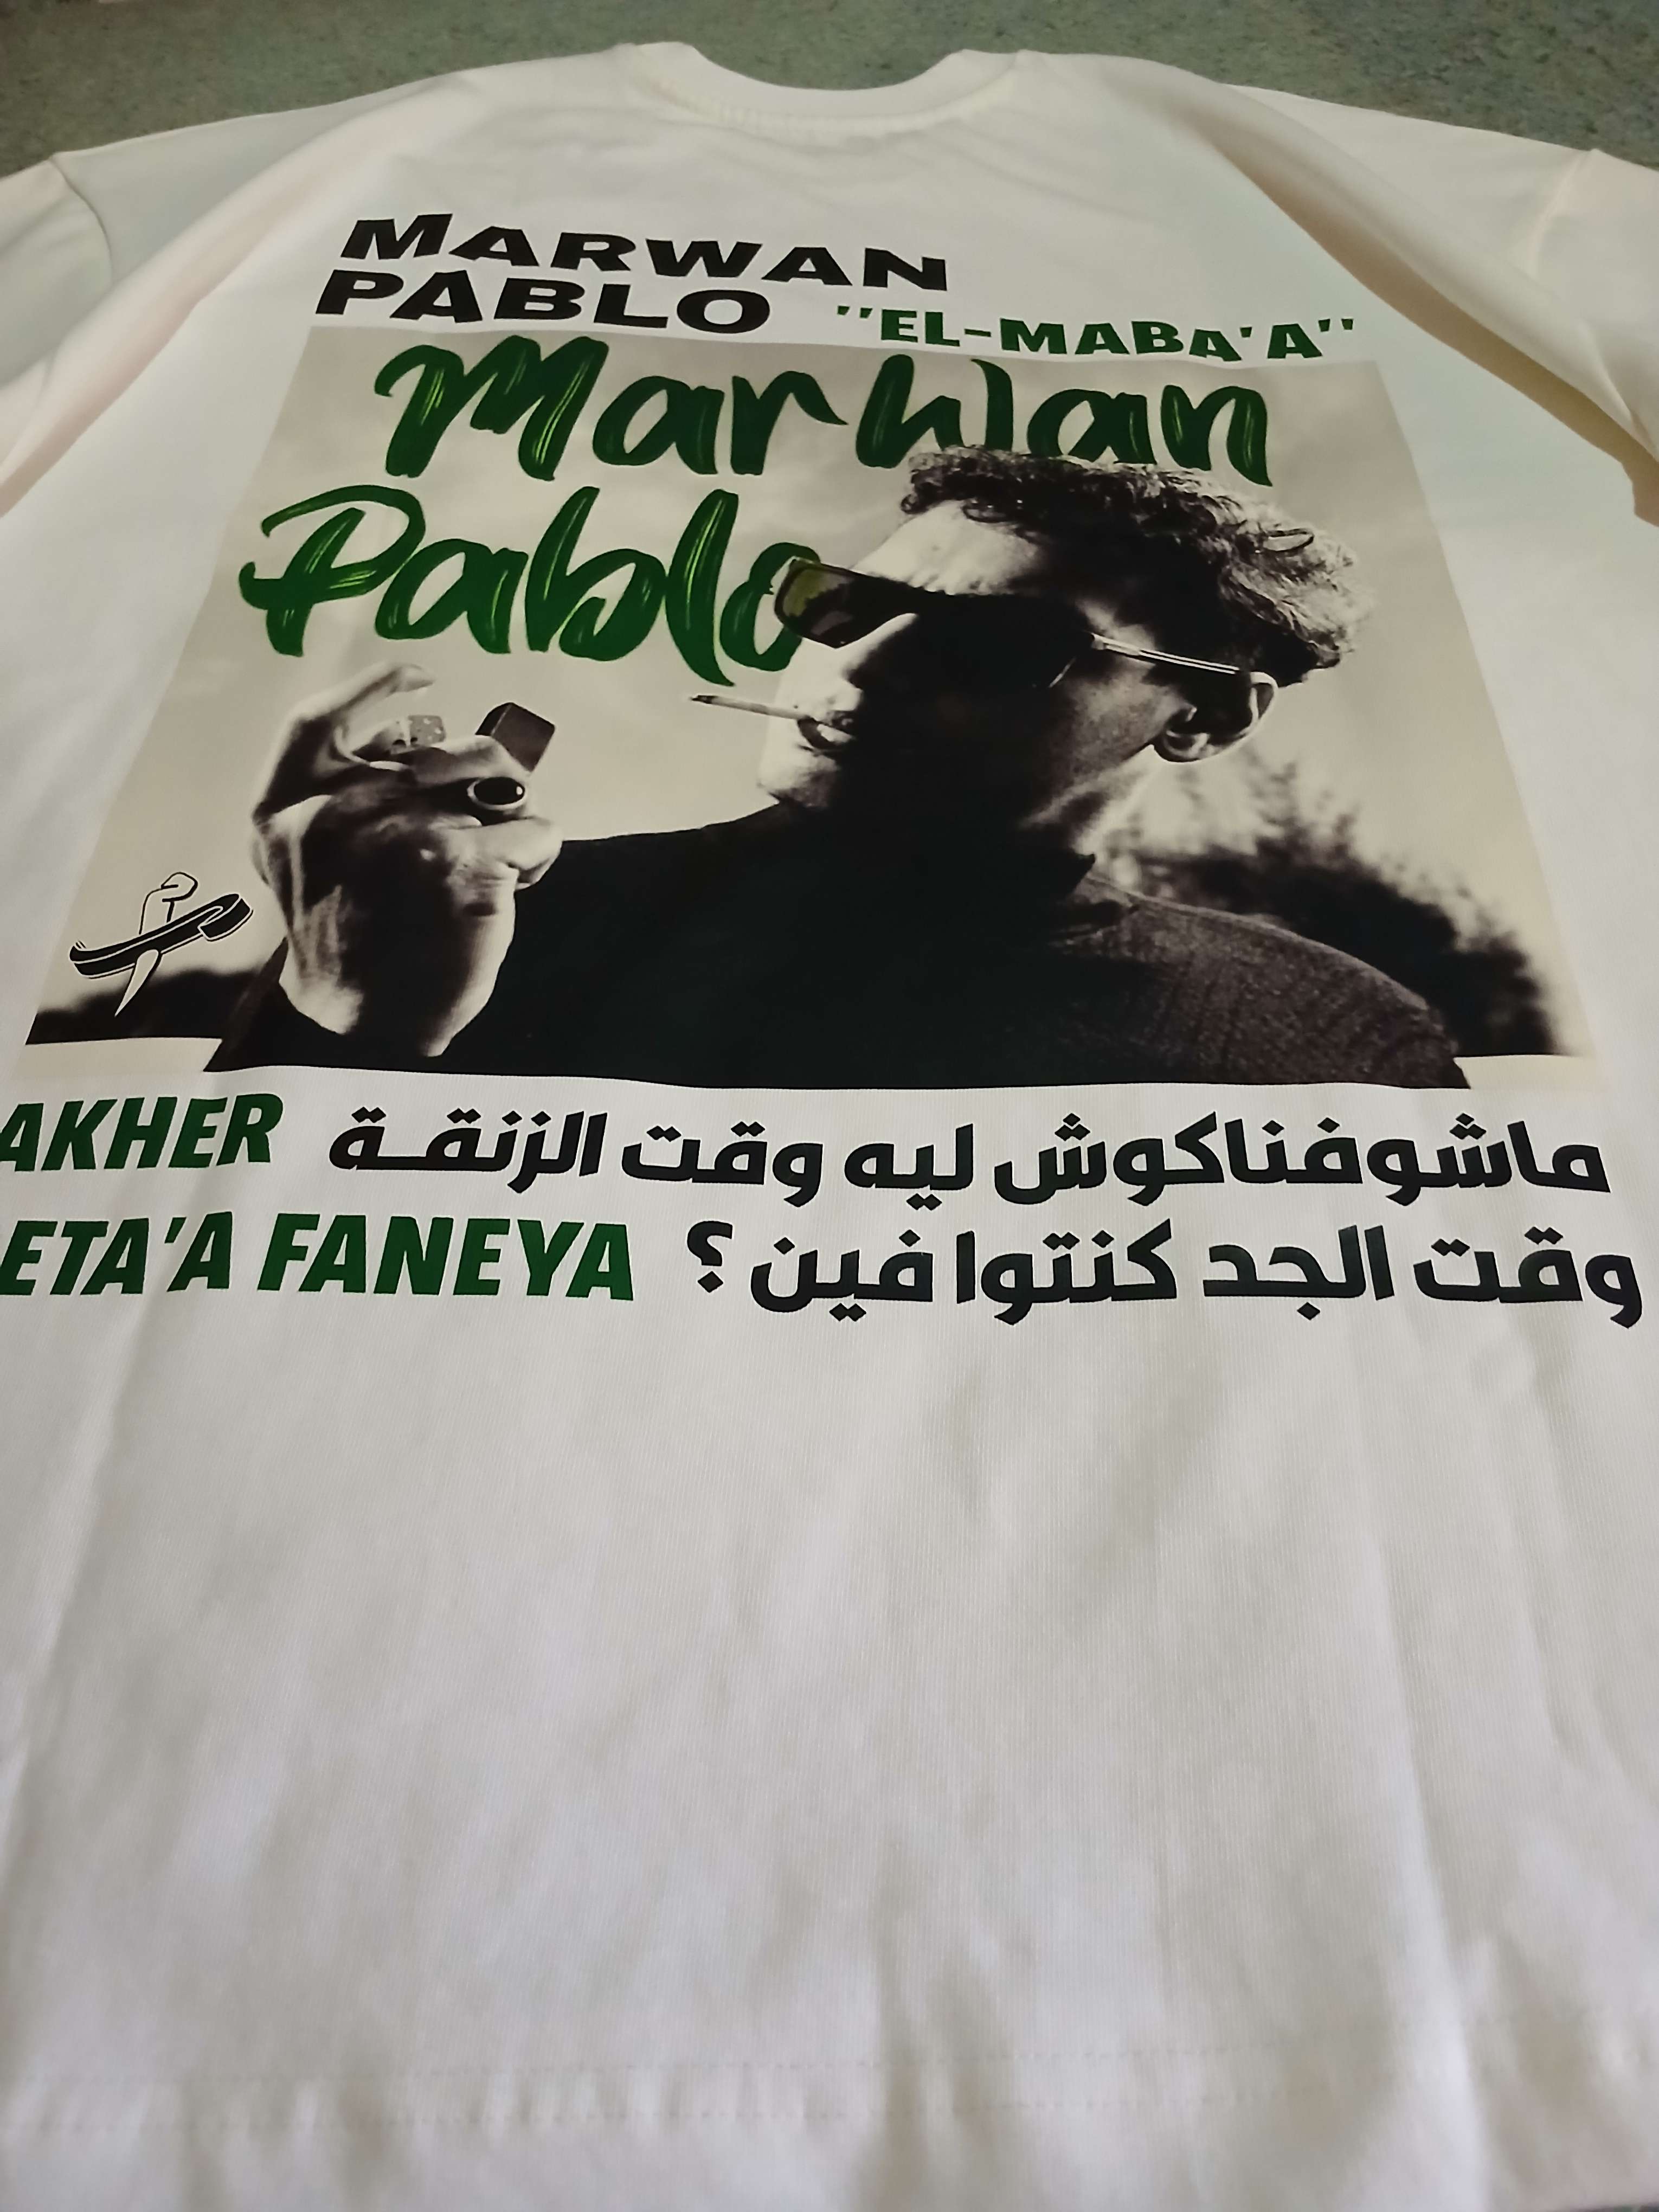 MARWAN
PABLO "EL-MABA'A"
Marwan
Pablo
AKHER ماشوفناكوش ليه وقت الزنقة
ETA'A FANEYA وقت الجد كنتوا فين؟